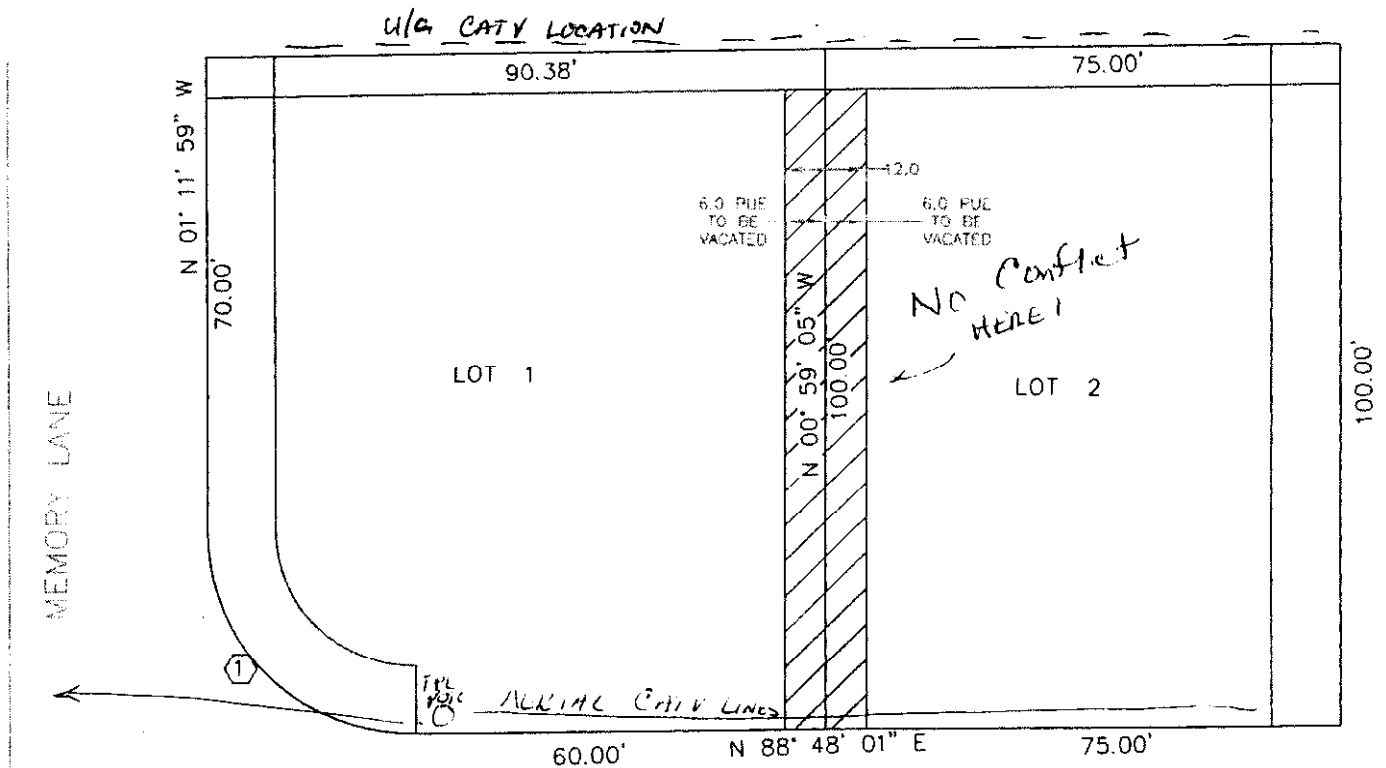 U/G CATV LOCATION
90.38'
75.00'
N 01° 11' 59" W
12.0
6.0 PUE
TO BE
VACATED
6.0 PUE
TO BE
VACATED
70.00'
N 00° 59' 05" W
100.00
NO Conflict
HERE!
LOT 1
LOT 2
100.00'
MEMORY LANE
1
AERIAL CATV LINES
60.00'
N 88° 48' 01" E
75.00'